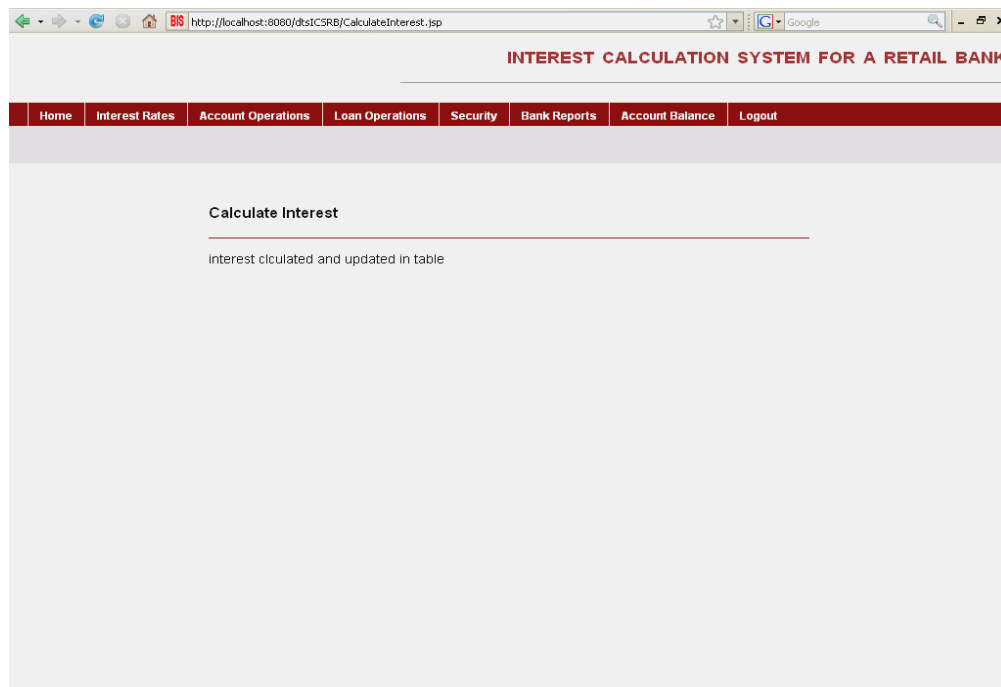 BIS http://localhost:8080/dtsICSRB/CalculateInterest.jsp G Google
INTEREST CALCULATION SYSTEM FOR A RETAIL BANK
Home Interest Rates Account Operations Loan Operations Security Bank Reports Account Balance Logout
Calculate Interest
interest clculated and updated in table